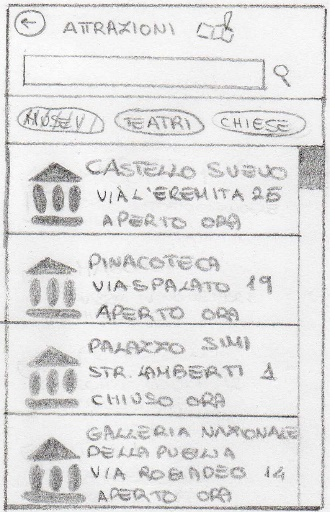 ATTRAZIONI
MUSEI TEATRI CHIESE
CASTELLO SVEVO
VIA L'EREMITA 25
APERTO ORA
PINACOTECA
VIA SPALATO 19
APERTO ORA
PALAZZO SIMI
STR. LAMBERTI 1
CHIUSO ORA
GALLERIA NAZIONALE
DELLA PUGLIA
VIA ROGADEO 14
APERTO ORA